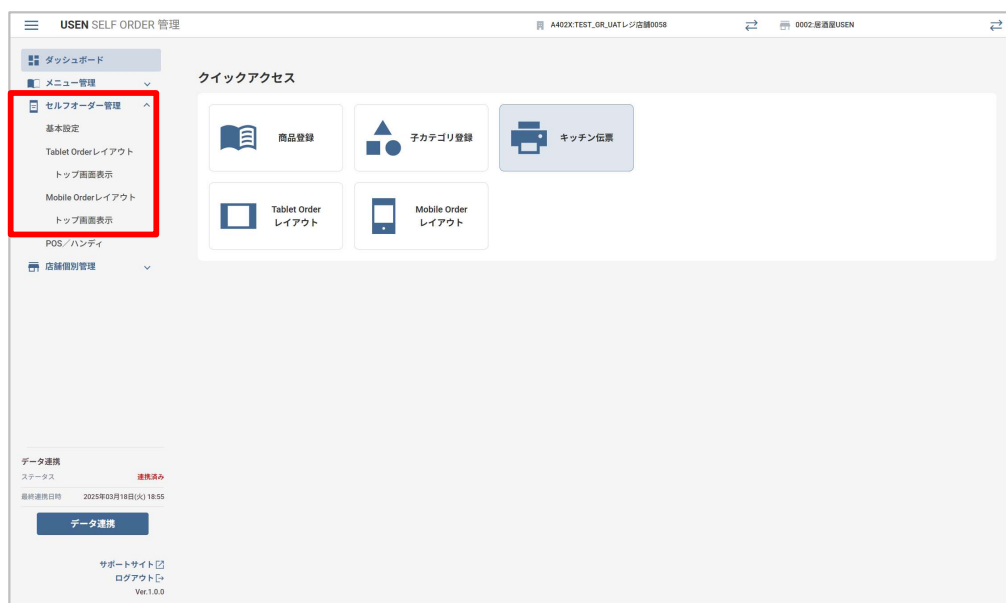 USEN SELF ORDER 管理
A402X:TEST_GR_UATレジ店舗0058
0002:居酒屋USEN
ダッシュボード
メニュー管理
セルフオーダー管理
基本設定
Tablet Orderレイアウト
トップ画面表示
Mobile Orderレイアウト
トップ画面表示
POS／ハンディ
店舗個別管理
クイックアクセス
商品登録
子カテゴリ登録
キッチン伝票
Tablet Order
レイアウト
Mobile Order
レイアウト
データ連携
ステータス 連携済み
最終連携日時 2025年03月18日(火) 18:55
データ連携
サポートサイト
ログアウト
Ver.1.0.0